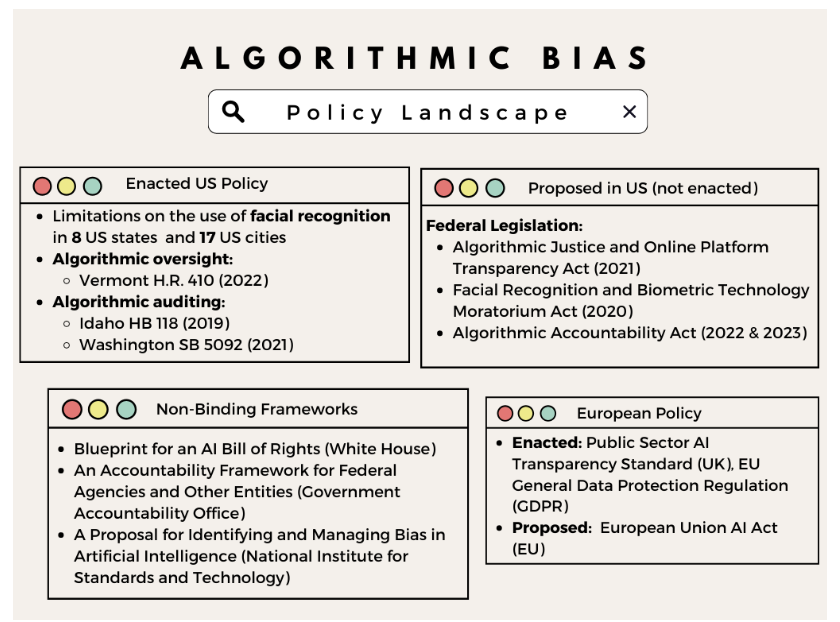 ALGORITHMIC BIAS
Policy Landscape
Enacted US Policy
• Limitations on the use of facial recognition
in 8 US states and 17 US cities
• Algorithmic oversight:
○ Vermont H.R. 410 (2022)
• Algorithmic auditing:
○ Idaho HB 118 (2019)
○ Washington SB 5092 (2021)
Proposed in US (not enacted)
Federal Legislation:
• Algorithmic Justice and Online Platform
Transparency Act (2021)
• Facial Recognition and Biometric Technology
Moratorium Act (2020)
• Algorithmic Accountability Act (2022 & 2023)
Non-Binding Frameworks
• Blueprint for an AI Bill of Rights (White House)
• An Accountability Framework for Federal
Agencies and Other Entities (Government
Accountability Office)
• A Proposal for Identifying and Managing Bias in
Artificial Intelligence (National Institute for
Standards and Technology)
European Policy
• Enacted: Public Sector AI
Transparency Standard (UK), EU
General Data Protection Regulation
(GDPR)
• Proposed: European Union AI Act
(EU)